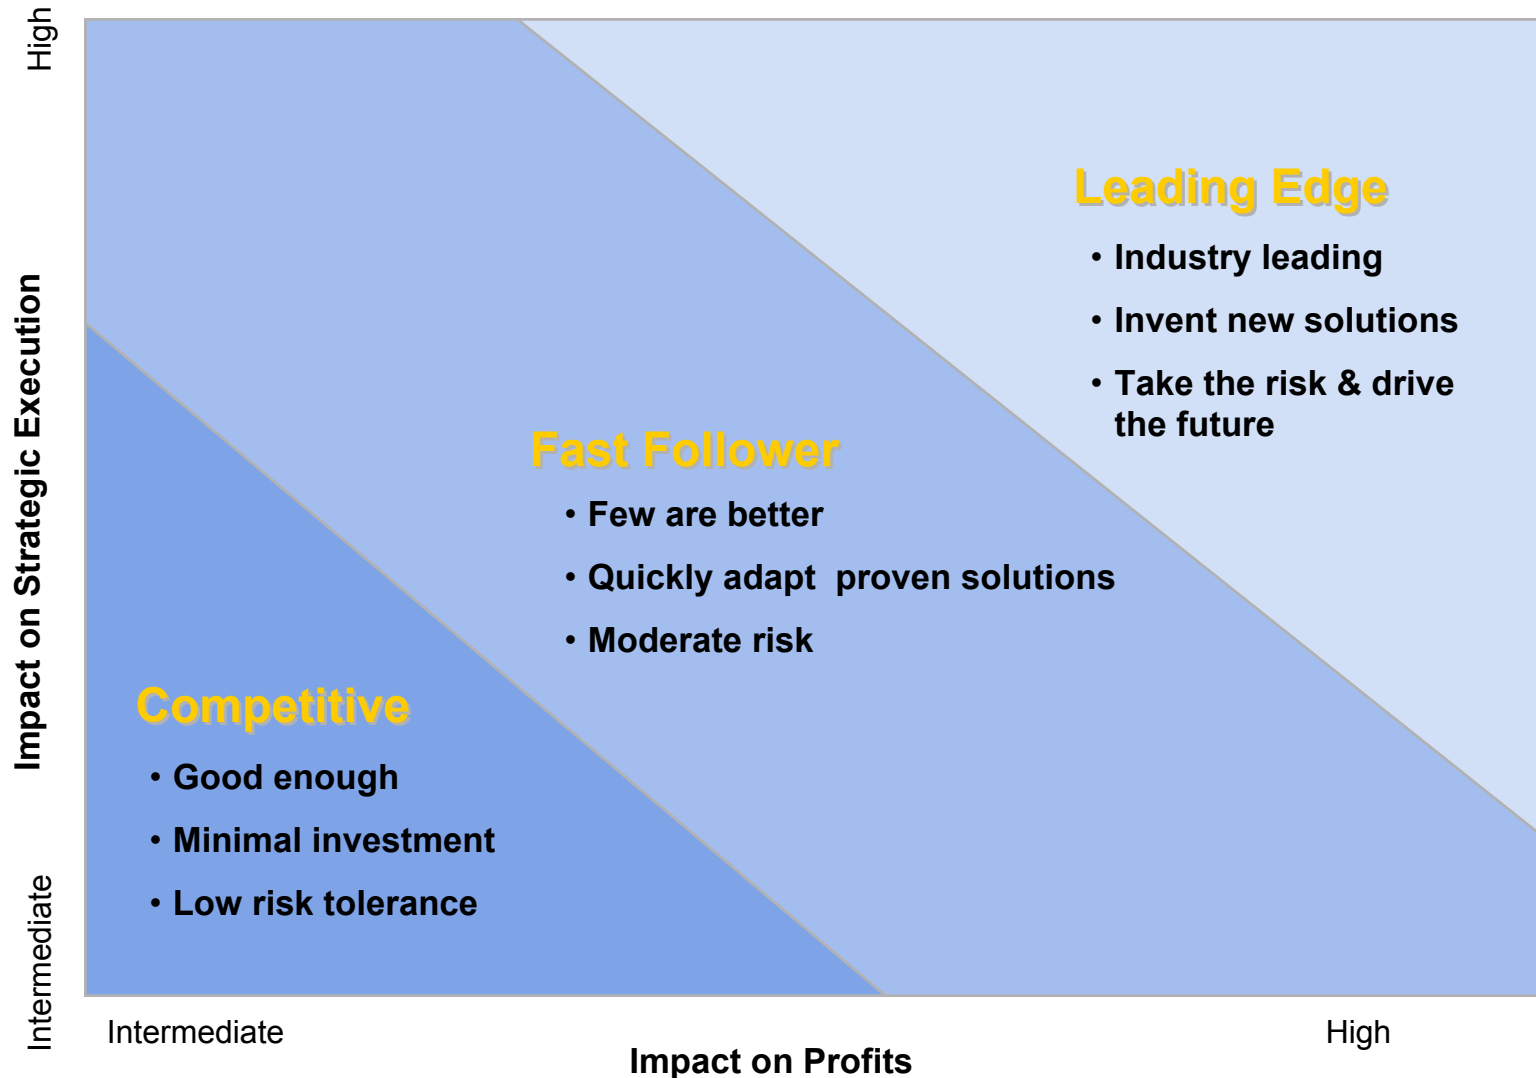 High
Impact on Strategic Execution
Intermediate
Leading Edge
• Industry leading
• Invent new solutions
• Take the risk & drive
the future
Fast Follower
• Few are better
• Quickly adapt  proven solutions
• Moderate risk
Competitive
• Good enough
• Minimal investment
• Low risk tolerance
Intermediate
High
Impact on Profits